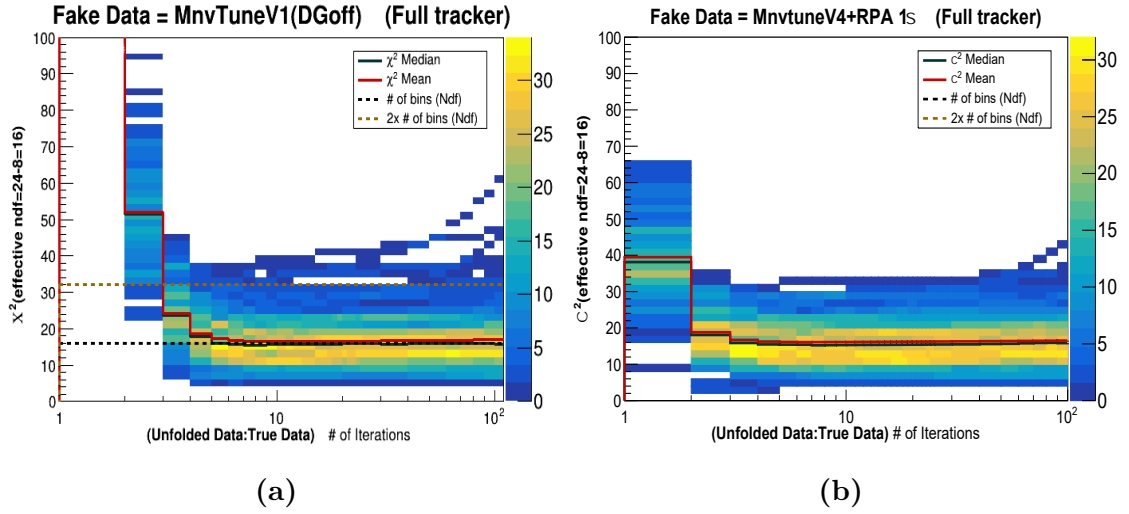 Fake Data = MnvTuneV1(DGoff) (Full tracker)
χ² Median
χ² Mean
# of bins (Ndf)
2x # of bins (Ndf)
X²(effective ndf=24-8=16)
100
90
80
70
60
50
40
30
20
10
0
30
25
20
15
10
5
0
1
10
10²
(Unfolded Data:True Data) # of Iterations
(a)
Fake Data = MnvtuneV4+RPA 1s (Full tracker)
c² Median
c² Mean
# of bins (Ndf)
2x # of bins (Ndf)
C²(effective ndf=24-8=16)
100
90
80
70
60
50
40
30
20
10
0
30
25
20
15
10
5
0
1
10
10²
(Unfolded Data:True Data) # of Iterations
(b)